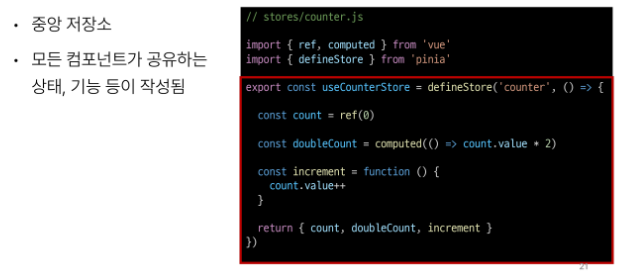 • 중앙 저장소
• 모든 컴포넌트가 공유하는
상태, 기능 등이 작성됨
// stores/counter.js
import { ref, computed } from 'vue'
import { defineStore } from 'pinia'
export const useCounterStore = defineStore('counter', () => {
const count = ref(0)
const doubleCount = computed(() => count.value * 2)
const increment = function () {
count.value++
}
return { count, doubleCount, increment }
})
21